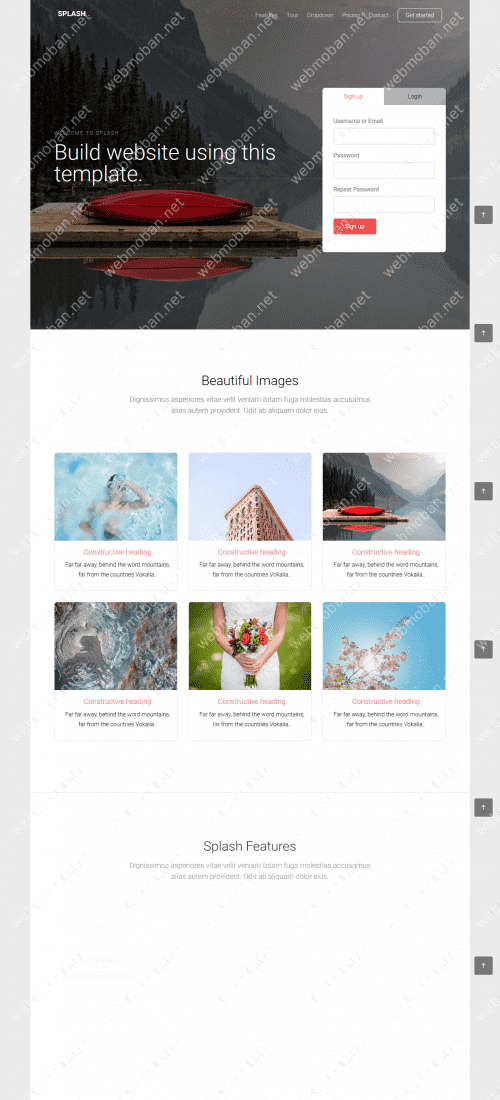 SPLASH
Features Tour Dropdown Pricing Contact Get started
WELCOME TO SPLASH
Build website using this
template.
Sign up Login
Username or Email
Password
Repeat Password
Sign up
Beautiful Images
Dignissimos asperiores vitae velit veniam totam fuga molestias accusamus
alias autem provident. Odit ab aliquam dolor eius.
Constructive heading
Far far away, behind the word mountains,
far from the countries Vokalia..
Constructive heading
Far far away, behind the word mountains,
far from the countries Vokalia..
Constructive heading
Far far away, behind the word mountains,
far from the countries Vokalia..
Constructive heading
Far far away, behind the word mountains,
far from the countries Vokalia..
Constructive heading
Far far away, behind the word mountains,
far from the countries Vokalia..
Constructive heading
Far far away, behind the word mountains,
far from the countries Vokalia..
Splash Features
Dignissimos asperiores vitae velit veniam totam fuga molestias accusamus
alias autem provident. Odit ab aliquam dolor eius.
webmoban.net